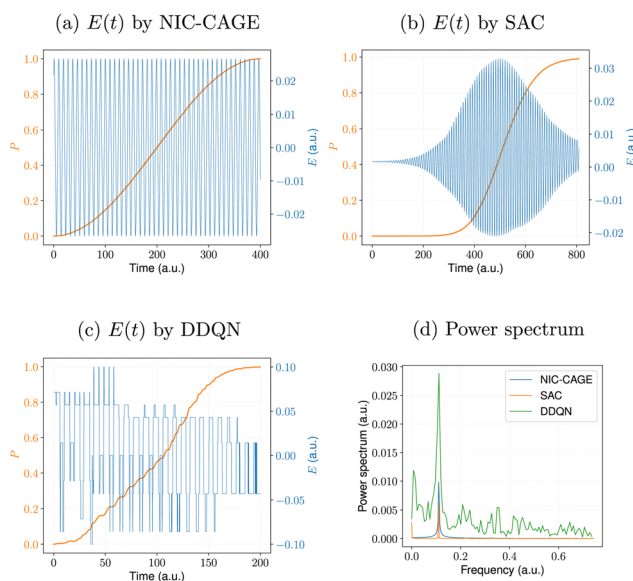 (a) E(t) by NIC-CAGE
(b) E(t) by SAC
1.0
0.8
0.6
0.4
0.2
0.0
P
0.02
0.01
0.00
−0.01
−0.02
E (a.u.)
0 100 200 300 400
Time (a.u.)
1.0
0.8
0.6
0.4
0.2
0.0
P
0.03
0.02
0.01
0.00
−0.01
−0.02
E (a.u.)
0 200 400 600 800
Time (a.u.)
(c) E(t) by DDQN
(d) Power spectrum
1.0
0.8
0.6
0.4
0.2
0.0
P
0.10
0.05
0.00
−0.05
−0.10
E (a.u.)
0 50 100 150 200
Time (a.u.)
0.030
0.025
0.020
0.015
0.010
0.005
0.000
Power spectrum (a.u.)
NIC-CAGE
SAC
DDQN
0.0 0.2 0.4 0.6
Frequency (a.u.)